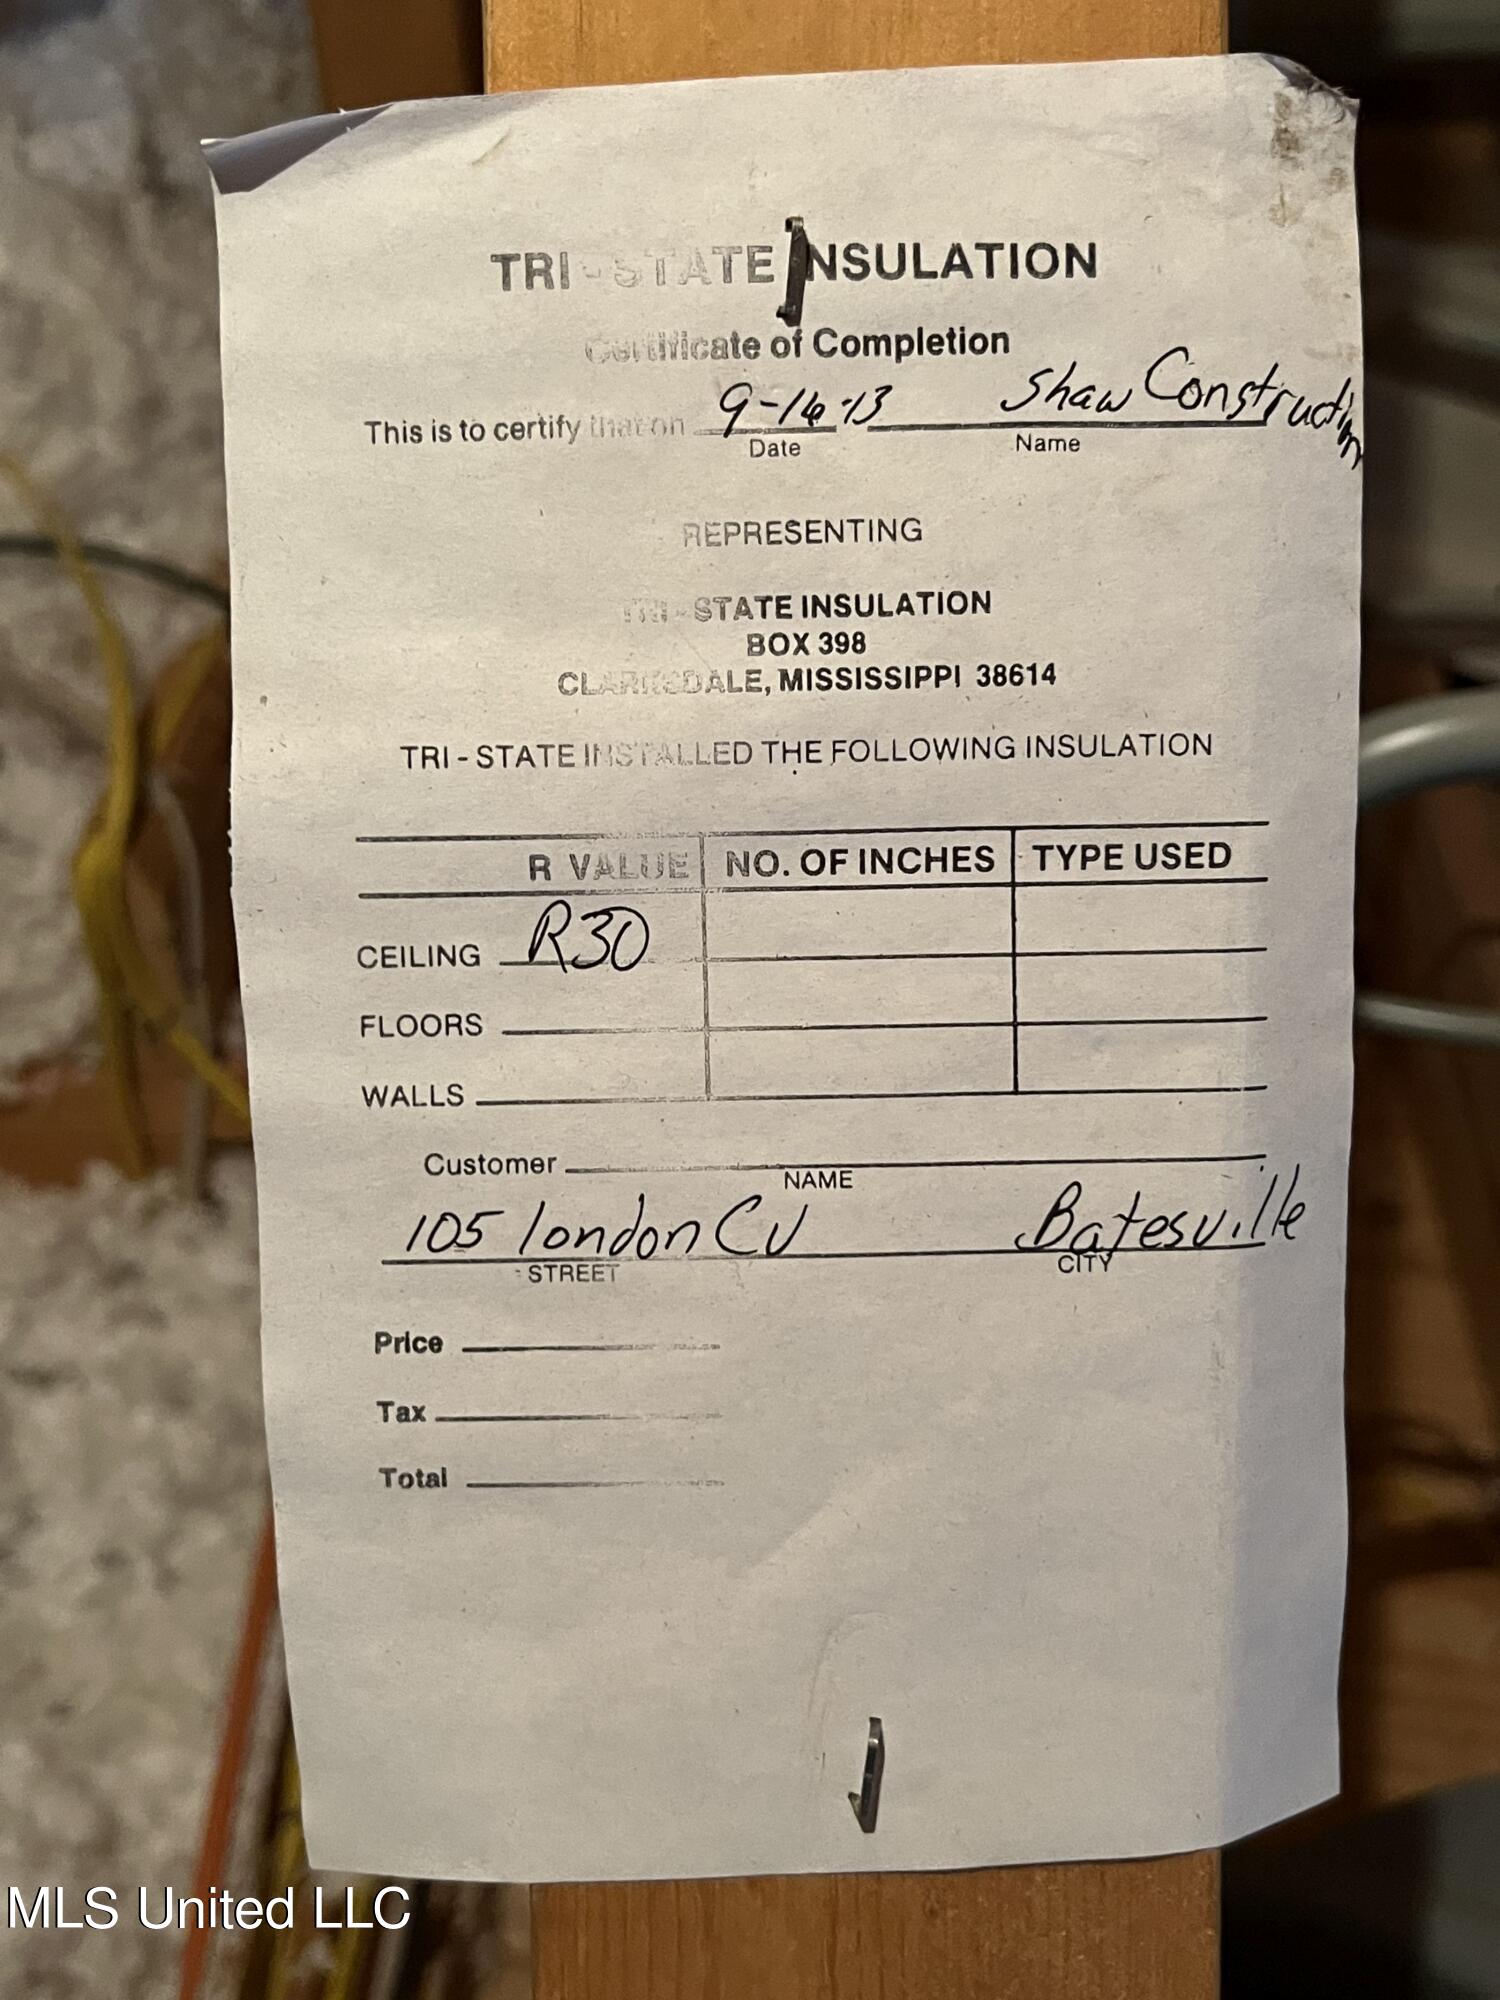 TRI-STATE INSULATION
Certificate of Completion
This is to certify that on 9-16-13 Shaw Construction
Date Name
REPRESENTING
TRI-STATE INSULATION
BOX 398
CLARKSDALE, MISSISSIPPI 38614
TRI-STATE INSTALLED THE FOLLOWING INSULATION
R VALUE NO. OF INCHES TYPE USED
CEILING R30
FLOORS
WALLS
Customer
NAME
105 london CV Batesville
STREET CITY
Price
Tax
Total
MLS United LLC